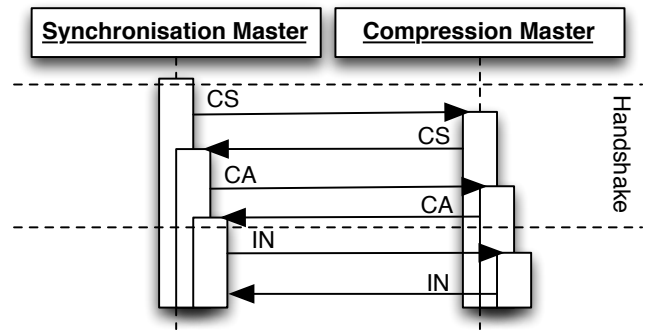 Synchronisation Master
Compression Master
CS
CS
CA
CA
IN
IN
Handshake